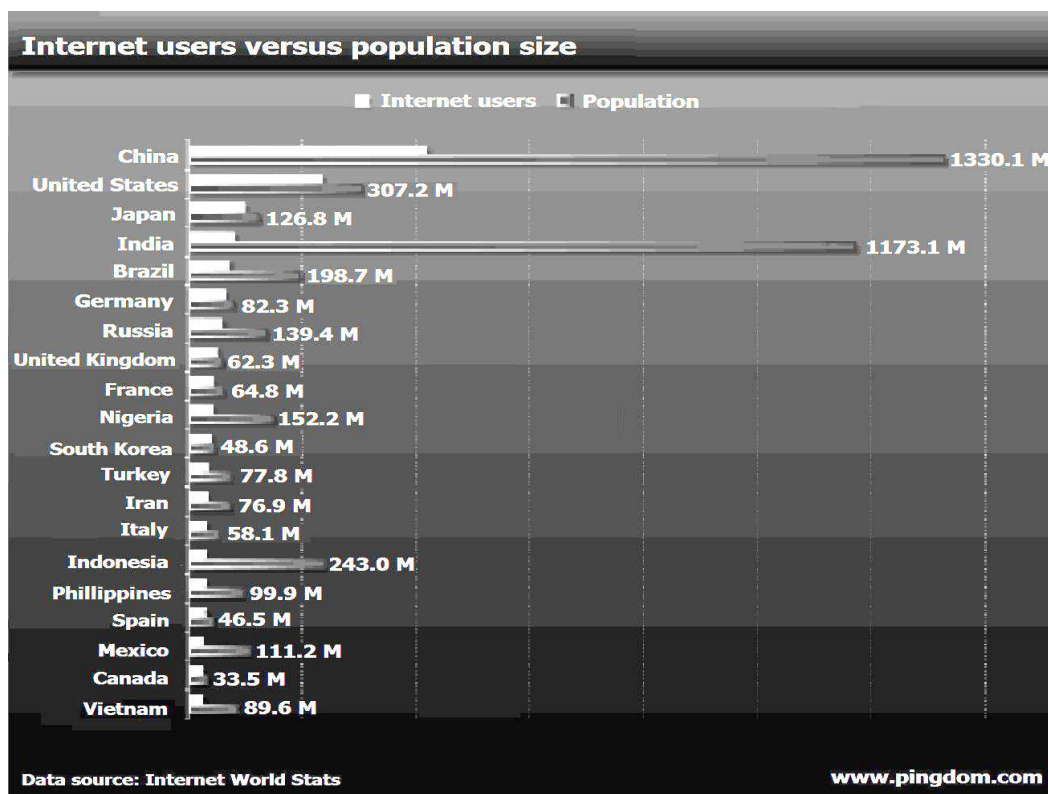 Internet users versus population size
Internet users Population
China 1330.1 M
United States 307.2 M
Japan 126.8 M
India 1173.1 M
Brazil 198.7 M
Germany 82.3 M
Russia 139.4 M
United Kingdom 62.3 M
France 64.8 M
Nigeria 152.2 M
South Korea 48.6 M
Turkey 77.8 M
Iran 76.9 M
Italy 58.1 M
Indonesia 243.0 M
Phillippines 99.9 M
Spain 46.5 M
Mexico 111.2 M
Canada 33.5 M
Vietnam 89.6 M
Data source: Internet World Stats www.pingdom.com